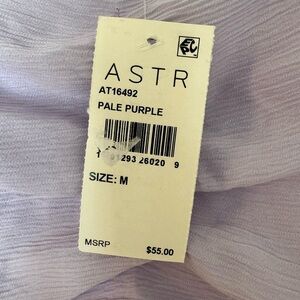 ASTR
AT16492
PALE PURPLE
293 26020 9
SIZE: M
MSRP
$55.00